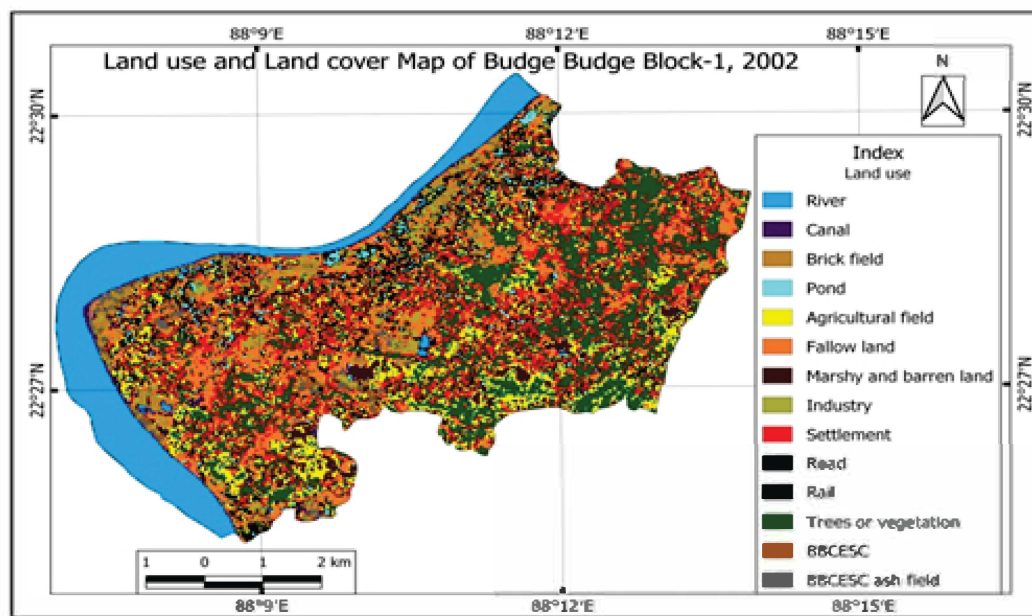 88°9'E 88°12'E 88°15'E
Land use and Land cover Map of Budge Budge Block-1, 2002
N
22°30'N
22°30'N
Index
Land use
River
Canal
Brick field
Pond
Agricultural field
Fallow land
Marshy and barren land
Industry
Settlement
Road
Rail
Trees or vegetation
BBCESC
BBCESC ash field
22°27'N
22°27'N
1 0 1 2 km
88°9'E 88°12'E 88°15'E